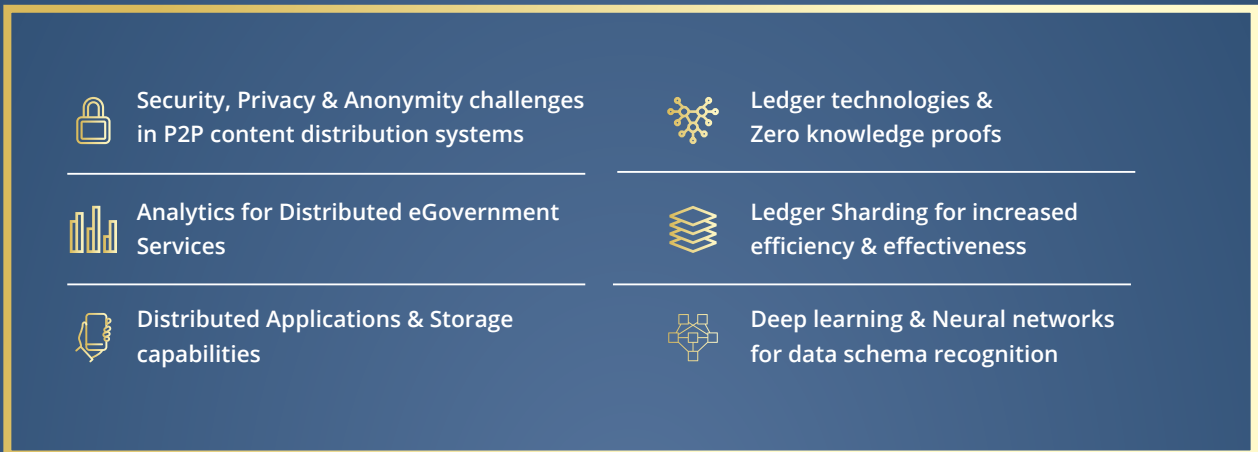 Security, Privacy & Anonymity challenges
in P2P content distribution systems
Ledger technologies &
Zero knowledge proofs
Analytics for Distributed eGovernment
Services
Ledger Sharding for increased
efficiency & effectiveness
Distributed Applications & Storage
capabilities
Deep learning & Neural networks
for data schema recognition